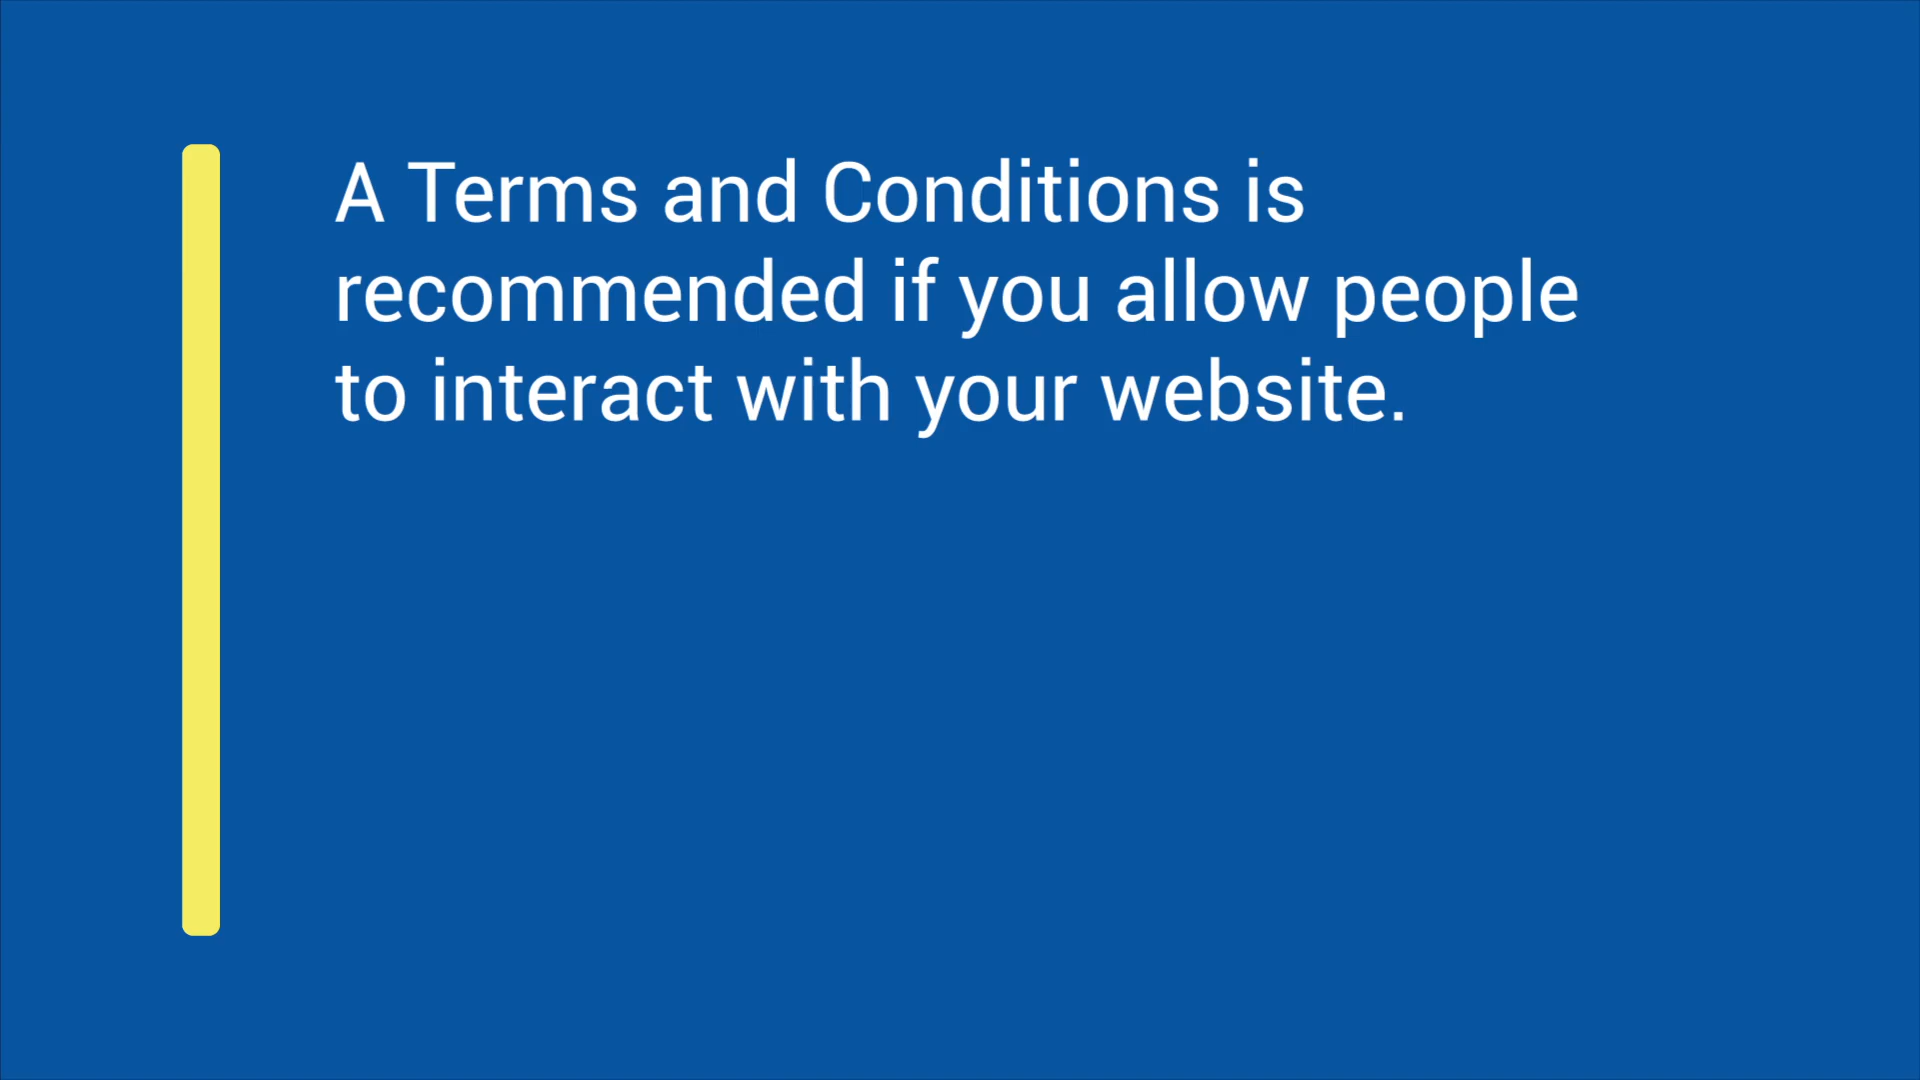 A Terms and Conditions is
recommended if you allow people
to interact with your website.